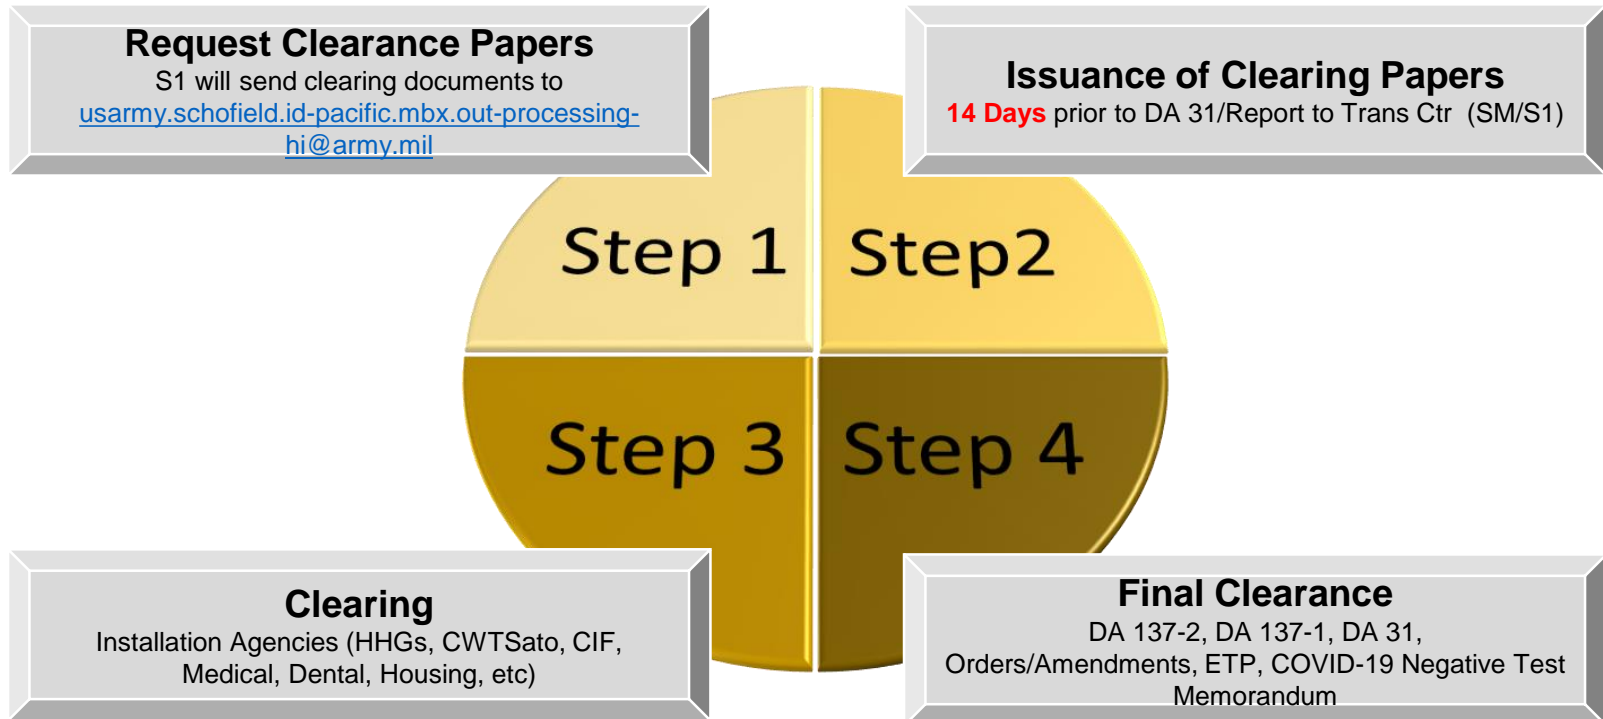 Request Clearance Papers
S1 will send clearing documents to
usarmy.schofield.id-pacific.mbx.out-processing-
hi@army.mil
Issuance of Clearing Papers
14 Days prior to DA 31/Report to Trans Ctr (SM/S1)
Step 1
Step2
Step 3
Step 4
Clearing
Installation Agencies (HHGs, CWTSato, CIF,
Medical, Dental, Housing, etc)
Final Clearance
DA 137-2, DA 137-1, DA 31,
Orders/Amendments, ETP, COVID-19 Negative Test
Memorandum